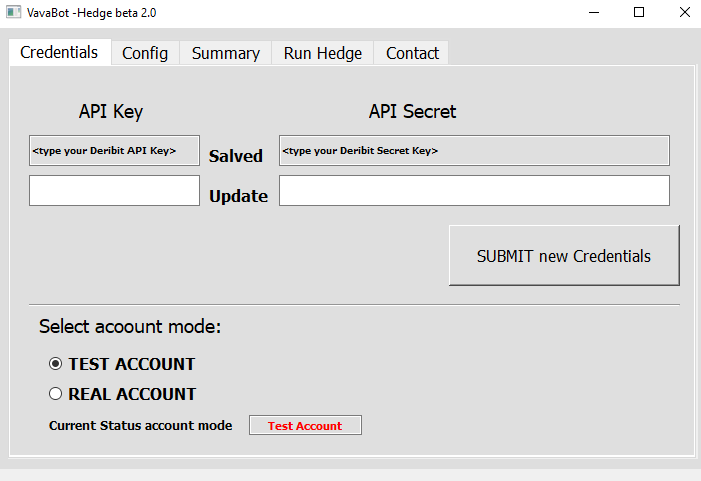 VavaBot -Hedge beta 2.0
Credentials Config Summary Run Hedge Contact
API Key API Secret
<type your Deribit API Key> Salved <type your Deribit Secret Key>
Update
SUBMIT new Credentials
Select acount mode:
TEST ACCOUNT
REAL ACCOUNT
Current Status account mode Test Account